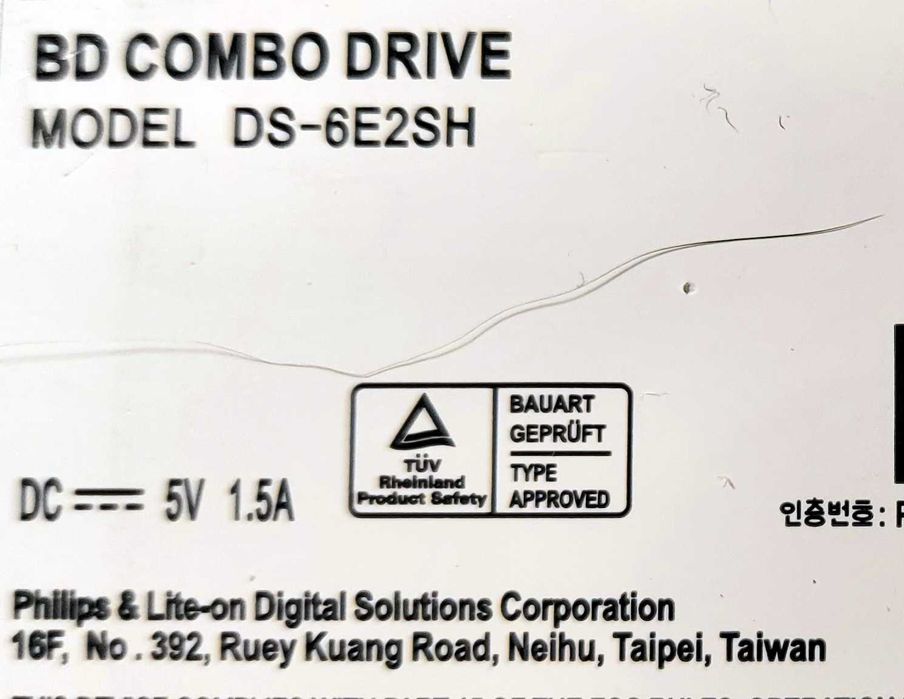 BD COMBO DRIVE
MODEL DS-6E2SH
BAUART
GEPRÜFT
TÜV
Rheinland
Product Safety
TYPE
APPROVED
DC 5V 1.5A
인증번호:
Philips & Lite-on Digital Solutions Corporation
16F, No . 392, Ruey Kuang Road, Neihu, Taipei, Taiwan